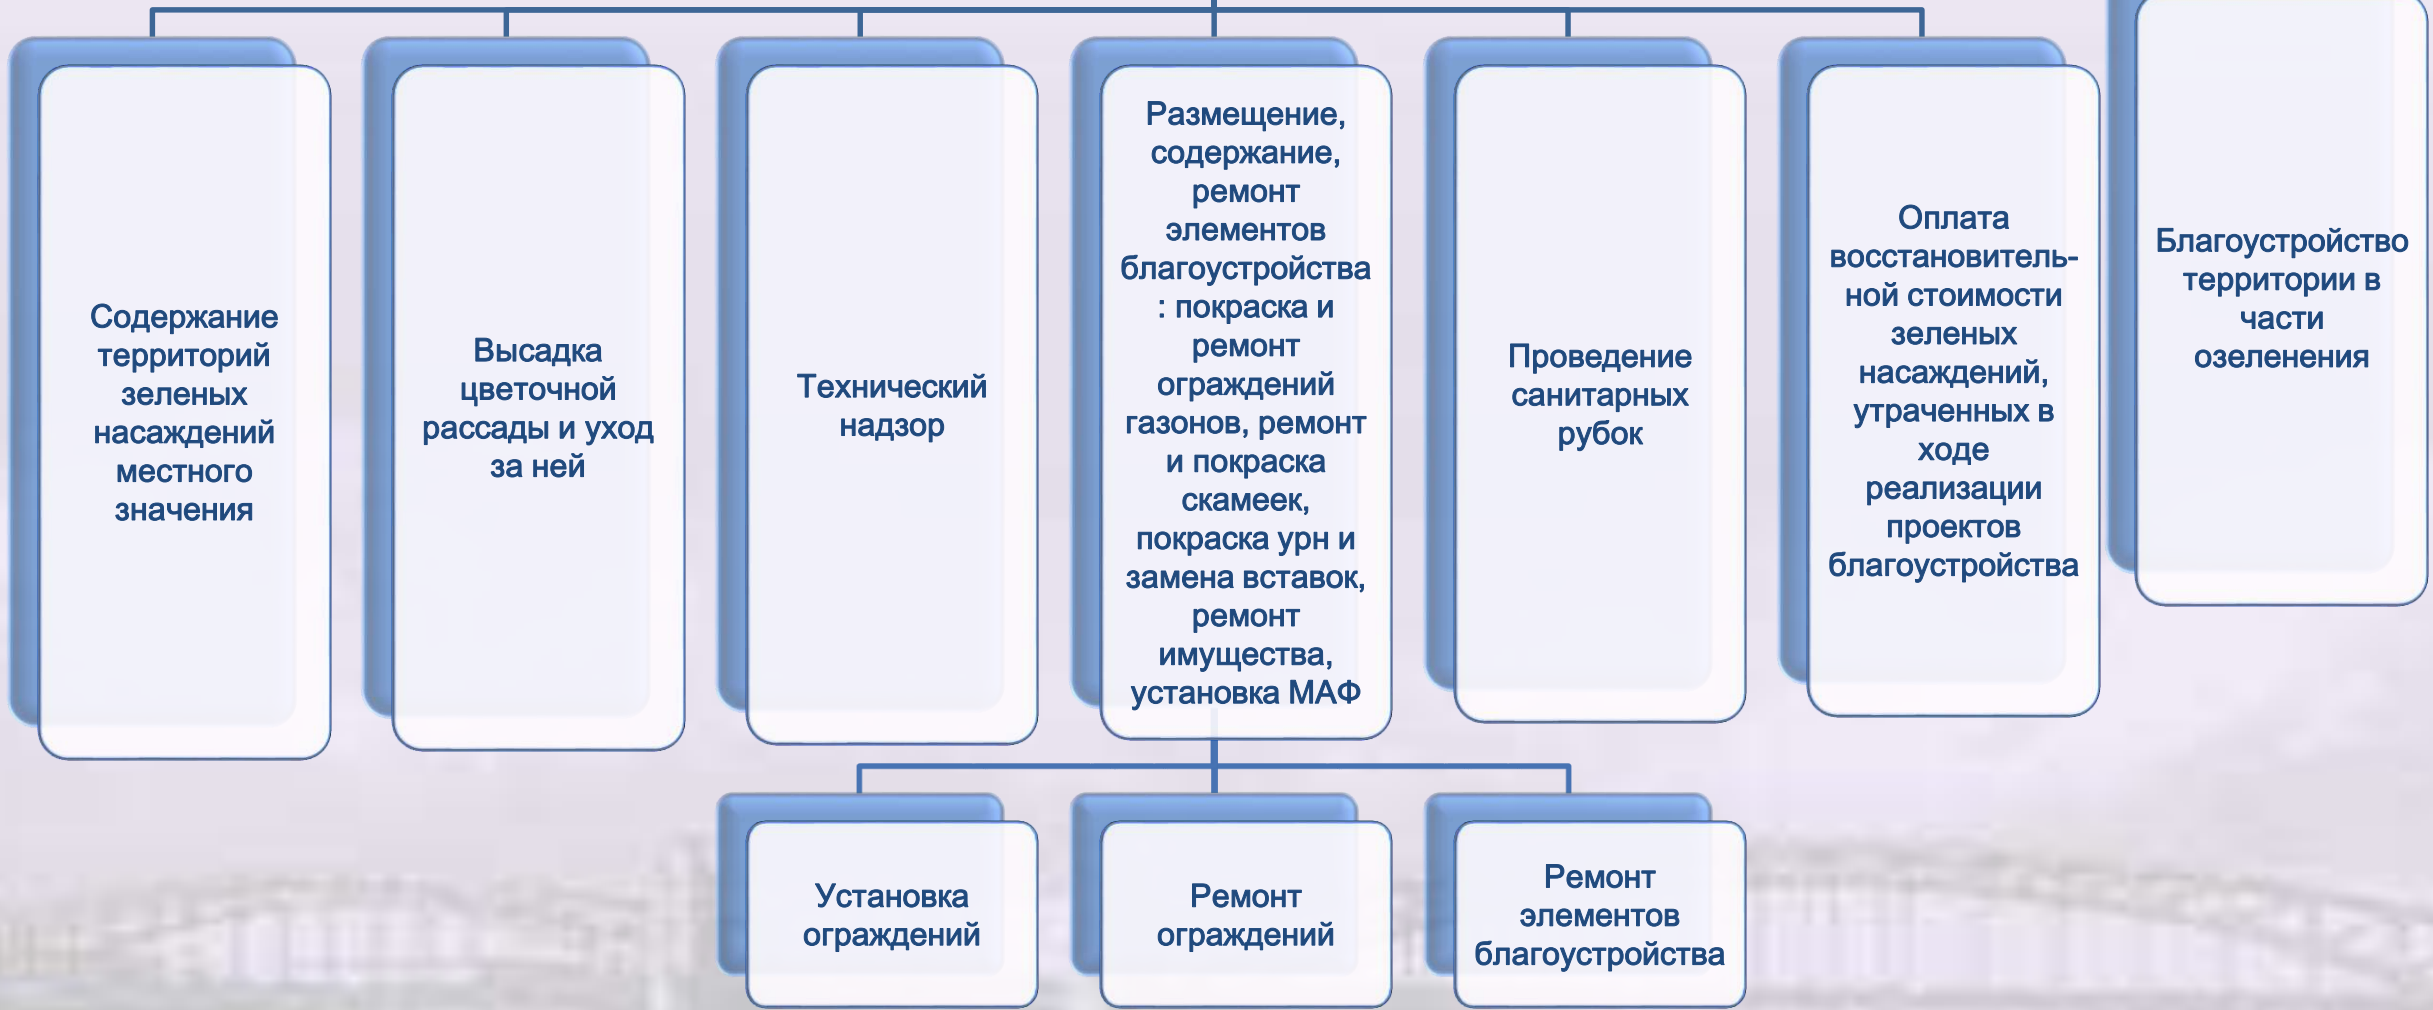 Содержание
территорий
зеленых
насаждений
местного
значения
Высадка
цветочной
рассады и уход
за ней
Технический
надзор
Размещение,
содержание,
ремонт
элементов
благоустройства
: покраска и
ремонт
ограждений
газонов, ремонт
и покраска
скамеек,
покраска урн и
замена вставок,
ремонт
имущества,
установка МАФ
Проведение
санитарных
рубок
Оплата
восстановитель-
ной стоимости
зеленых
насаждений,
утраченных в
ходе
реализации
проектов
благоустройства
Благоустройство
территории в
части
озеленения
Установка
ограждений
Ремонт
ограждений
Ремонт
элементов
благоустройства